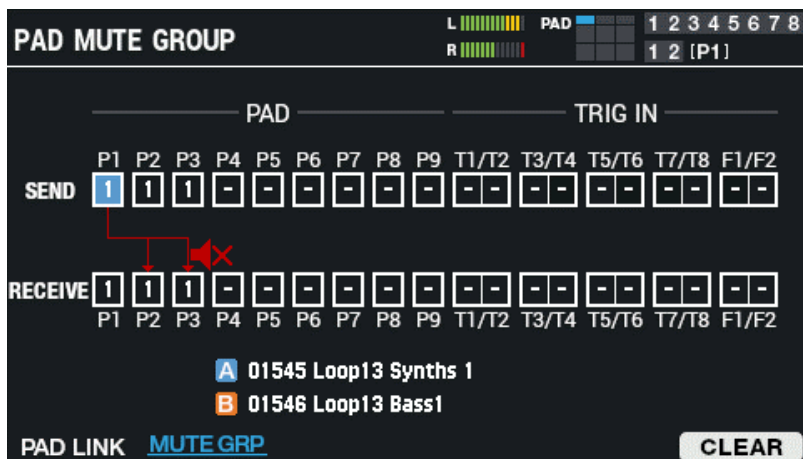 PAD MUTE GROUP
L PAD 1 2 3 4 5 6 7 8
R 1 2 [P1]
PAD TRIG IN
P1 P2 P3 P4 P5 P6 P7 P8 P9 T1/T2 T3/T4 T5/T6 T7/T8 F1/F2
SEND 1 1 1 - - - - - - - - - - - - - - - -
RECEIVE 1 1 1 - - - - - - - - - - - - - - - -
P1 P2 P3 P4 P5 P6 P7 P8 P9 T1/T2 T3/T4 T5/T6 T7/T8 F1/F2
A 01545 Loop13 Synths 1
B 01546 Loop13 Bass1
PAD LINK MUTE GRP CLEAR